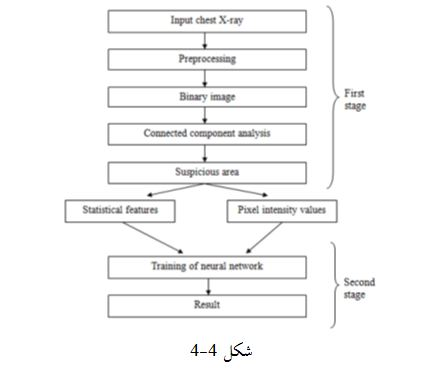 Input chest X-ray
Preprocessing
Binary image
First
stage
Connected component analysis
Suspicious area
Statistical features
Pixel intensity values
Training of neural network
Second
stage
Result
شکل 4-4